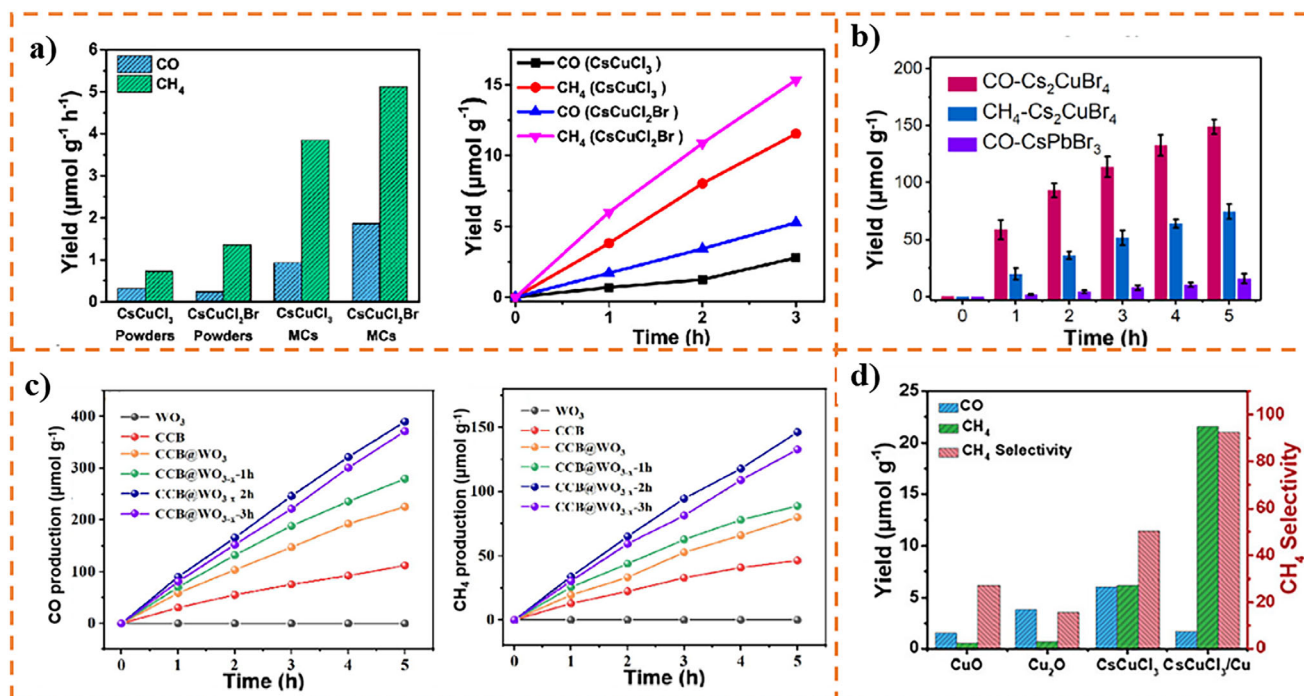 a)
Yield (μmol g⁻¹ h⁻¹)
6
5
4
3
2
1
0
CO
CH₄
CsCuCl₃ CsCuCl₂Br CsCuCl₃ CsCuCl₂Br
Powders Powders MCs MCs
Yield (μmol g⁻¹)
15
10
5
0
CO (CsCuCl₃)
CH₄ (CsCuCl₃)
CO (CsCuCl₂Br)
CH₄ (CsCuCl₂Br)
0 1 2 3
Time (h)
b)
Yield (μmol g⁻¹)
200
150
100
50
0
CO-Cs₂CuBr₄
CH₄-Cs₂CuBr₄
CO-CsPbBr₃
0 1 2 3 4 5
Time (h)
c)
CO production (μmol g⁻¹)
400
300
200
100
0
WO₃
CCB
CCB@WO₃
CCB@WO₃₋ₓ-1h
CCB@WO₃₋ₓ 2h
CCB@WO₃₋ₓ-3h
0 1 2 3 4 5
Time (h)
CH₄ production (μmol g⁻¹)
150
100
50
0
WO₃
CCB
CCB@WO₃
CCB@WO₃₋ₓ-1h
CCB@WO₃₋ₓ-2h
CCB@WO₃₋ₓ-3h
0 1 2 3 4 5
Time (h)
d)
Yield (μmol g⁻¹)
25
20
15
10
5
0
CO
CH₄
CH₄ Selectivity
CuO Cu₂O CsCuCl₃ CsCuCl₃/Cu
100
80
60
40
20
0
CH₄ Selectivity